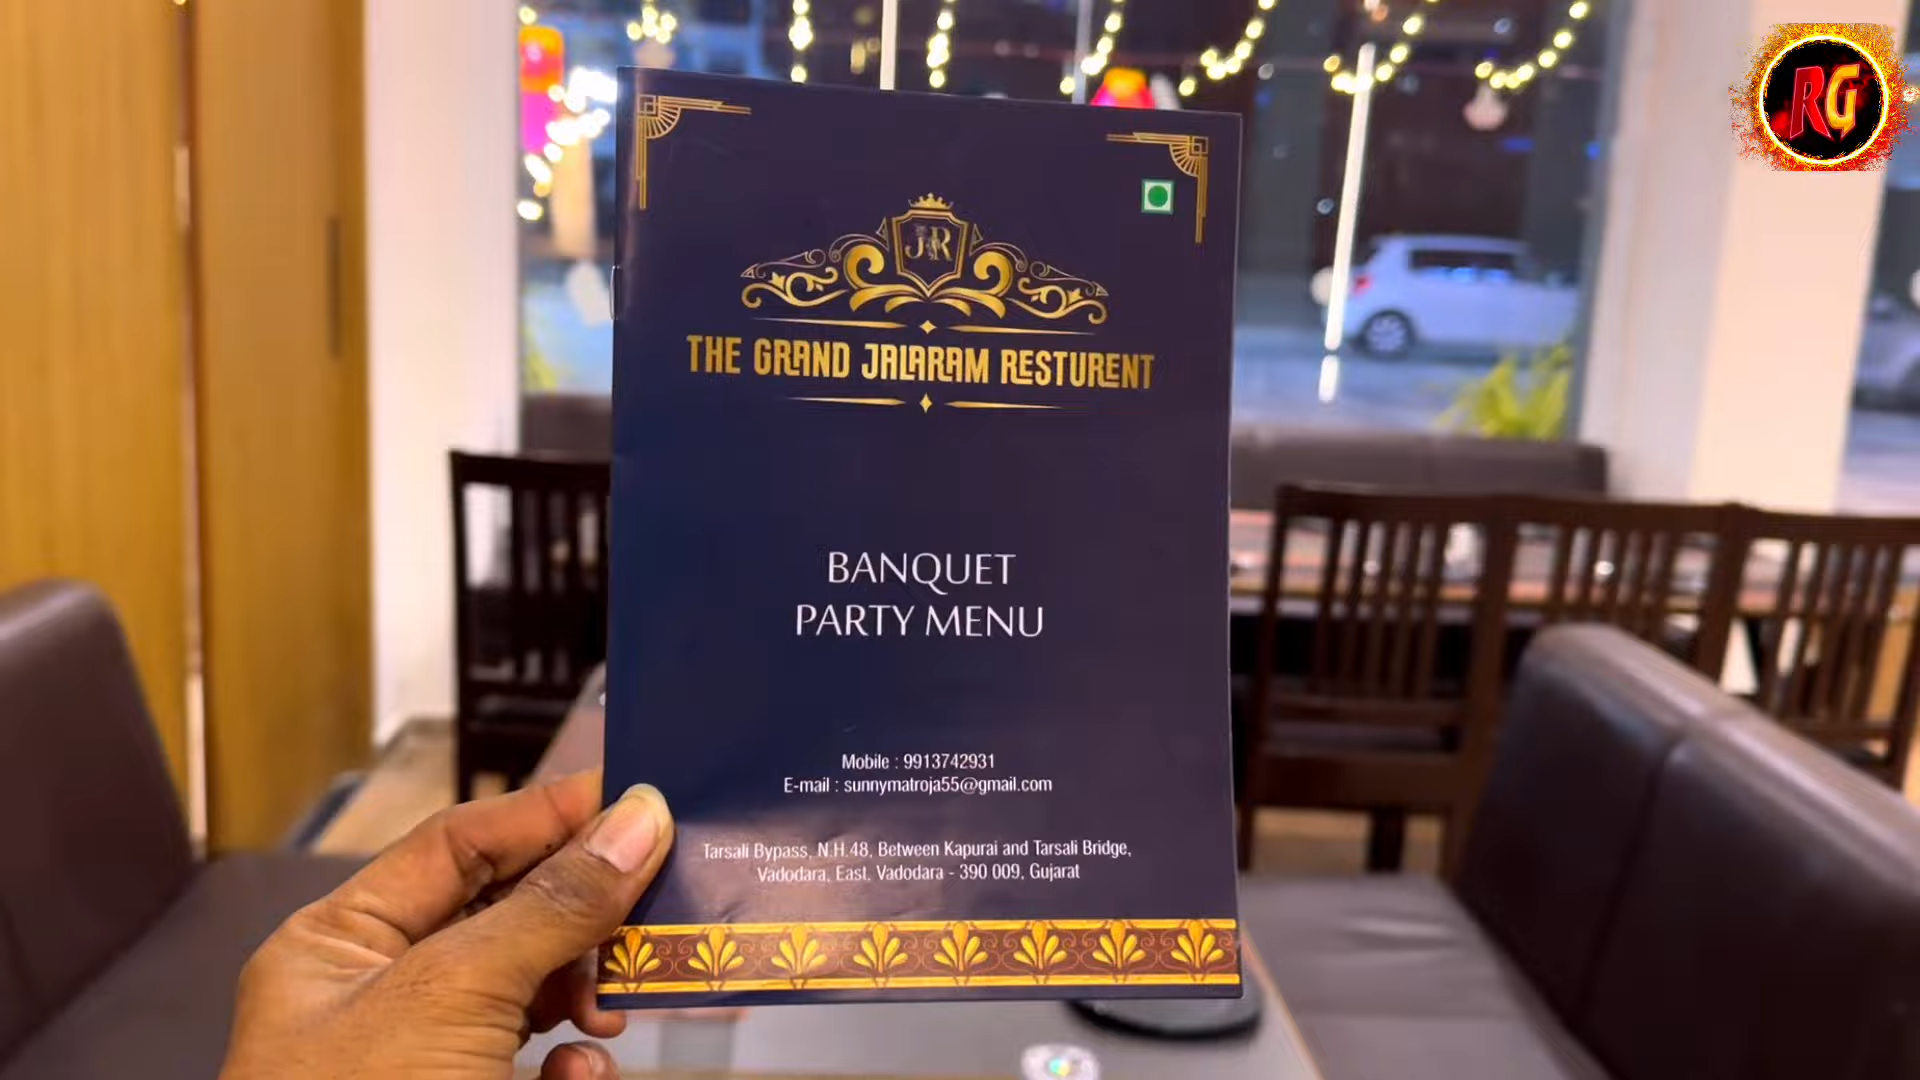 RG
JR
THE GRAND JALARAM RESTURENT
BANQUET
PARTY MENU
Mobile : 9913742931
E-mail : sunnymatroja55@gmail.com
Tarsali Bypass, N.H.48, Between Kapurai and Tarsali Bridge,
Vadodara, East. Vadodara - 390 009, Gujarat